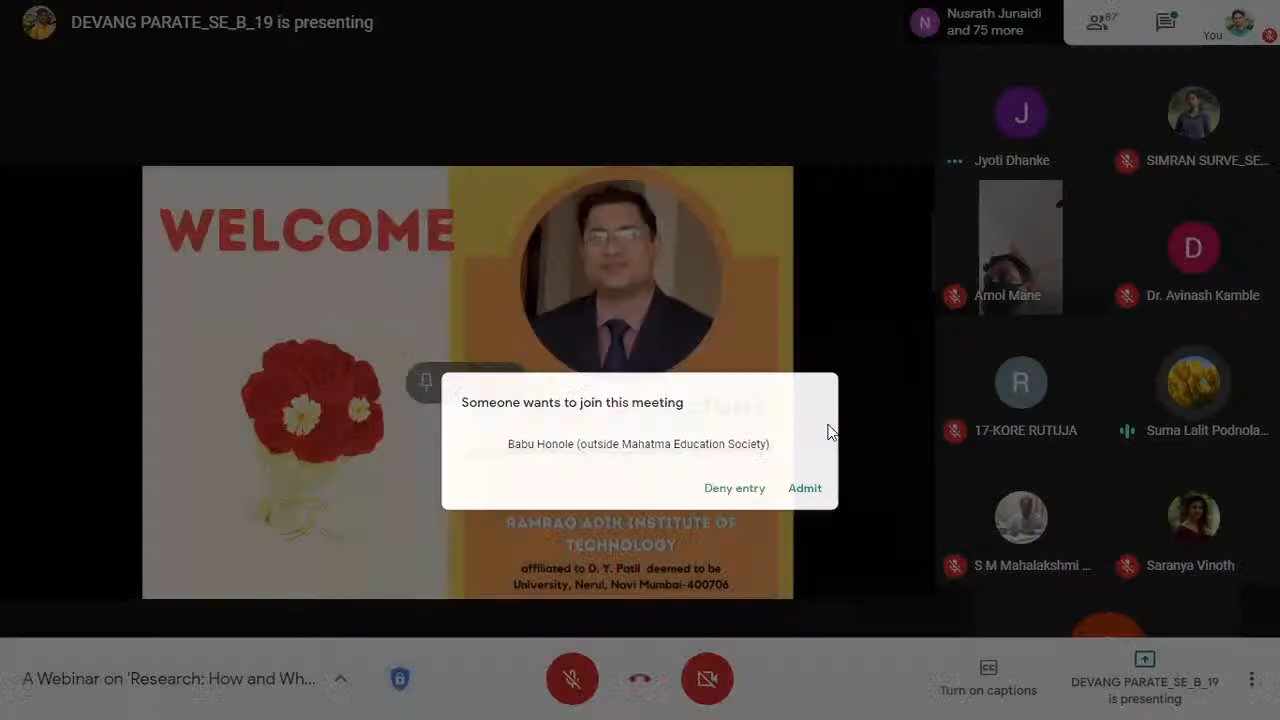 DEVANG PARATE_SE_B_19 is presenting
N
Nusrath Junaidi
and 75 more
87
You
J
Jyoti Dhanke
SIMRAN SURVE_SE...
WELCOME
Amol Mane
D
Dr. Avinash Kamble
Someone wants to join this meeting
Babu Honole (outside Mahatma Education Society)
Deny entry
Admit
R
17-KORE RUTUJA
Suma Lalit Podnola...
RAMRAO ADIK INSTITUTE OF
TECHNOLOGY
affiliated to D. Y. Patil deemed to be
University, Nerul, Navi Mumbai-400706
S M Mahalakshmi ...
Saranya Vinoth
A Webinar on 'Research: How and Wh...
CC
Turn on captions
DEVANG PARATE_SE_B_19
is presenting